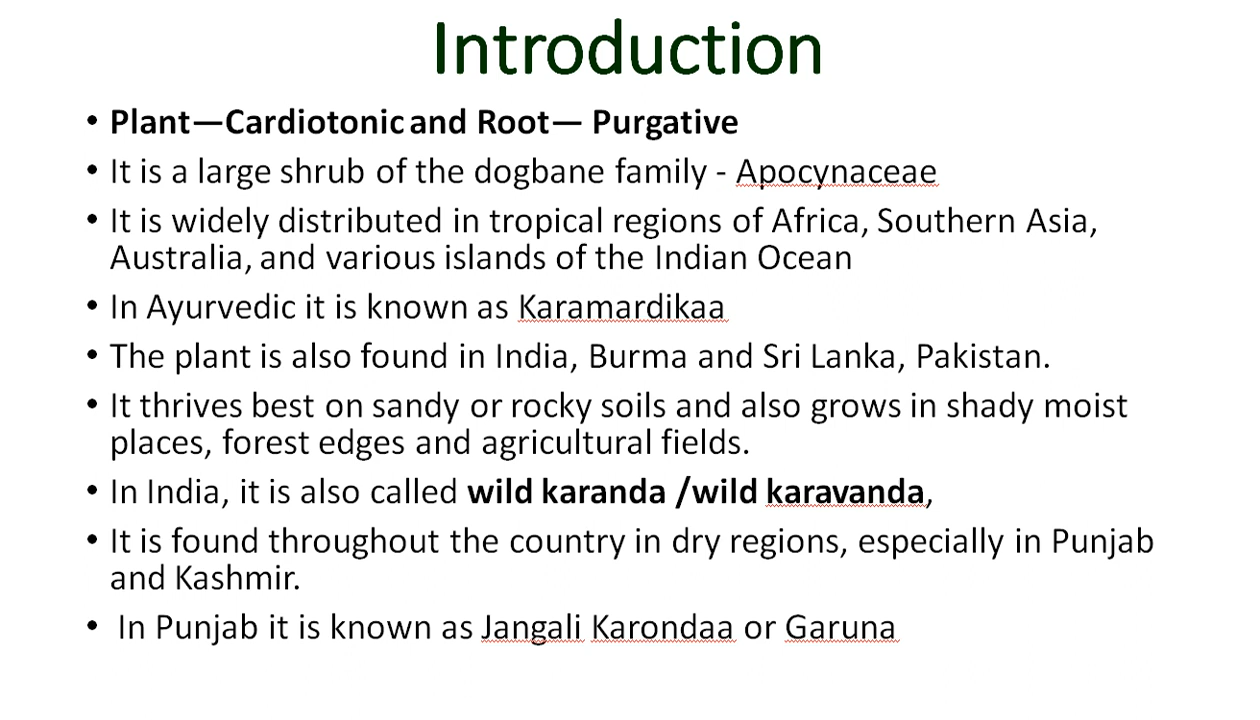 Introduction
• Plant—Cardiotonic and Root— Purgative
• It is a large shrub of the dogbane family - Apocynaceae
• It is widely distributed in tropical regions of Africa, Southern Asia,
Australia, and various islands of the Indian Ocean
• In Ayurvedic it is known as Karamardikaa
• The plant is also found in India, Burma and Sri Lanka, Pakistan.
• It thrives best on sandy or rocky soils and also grows in shady moist
places, forest edges and agricultural fields.
• In India, it is also called wild karanda /wild karavanda,
• It is found throughout the country in dry regions, especially in Punjab
and Kashmir.
• In Punjab it is known as Jangali Karondaa or Garuna